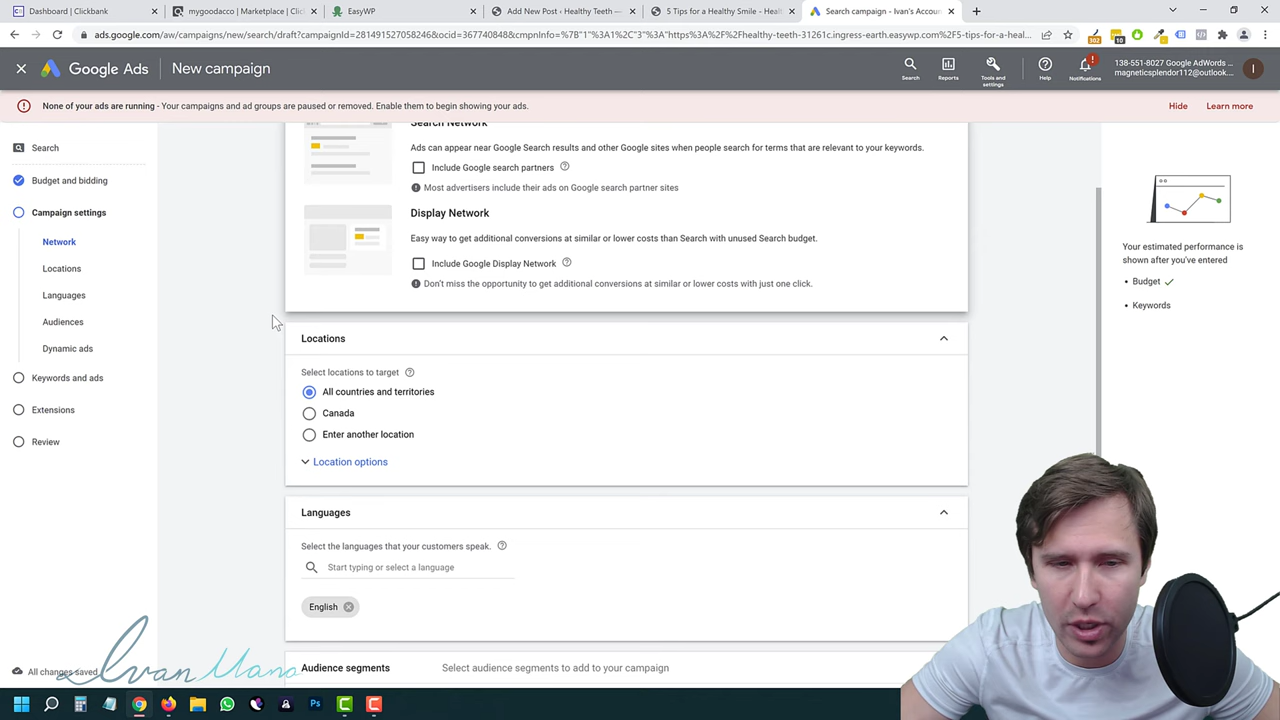 Dashboard | Clickbank
mygoodacco > Marketplace | Click
EasyWP
Add New Post ‹ Healthy Teeth —
5 Tips for a Healthy Smile - Healt
Search campaign - Ivan's Accoun
ads.google.com/aw/campaigns/new/search/draft?campaignId=281491527058246&ocid=367740848&cmpnInfo=%7B"1"%3A1%2C"3"%3A"https%3A%2F%2Fhealthy-teeth-31261c.ingress-earth.easywp.com%2F5-tips-for-a-heal...
302
10
Google Ads
New campaign
Search
Reports
Tools and
settings
Help
Notifications
138-551-8027 Google AdWords ...
magneticsplendor112@outlook...
I
None of your ads are running - Your campaigns and ad groups are paused or removed. Enable them to begin showing your ads.
Hide
Learn more
Search
Budget and bidding
Campaign settings
Network
Locations
Languages
Audiences
Dynamic ads
Keywords and ads
Extensions
Review
All changes saved
Search Network
Ads can appear near Google Search results and other Google sites when people search for terms that are relevant to your keywords.
Include Google search partners
Most advertisers include their ads on Google search partner sites
Display Network
Easy way to get additional conversions at similar or lower costs than Search with unused Search budget.
Include Google Display Network
Don't miss the opportunity to get additional conversions at similar or lower costs with just one click.
Locations
Select locations to target
All countries and territories
Canada
Enter another location
Location options
Languages
Select the languages that your customers speak.
Start typing or select a language
English
Audience segments
Select audience segments to add to your campaign
Your estimated performance is
shown after you've entered
• Budget
• Keywords
Ivan Mana